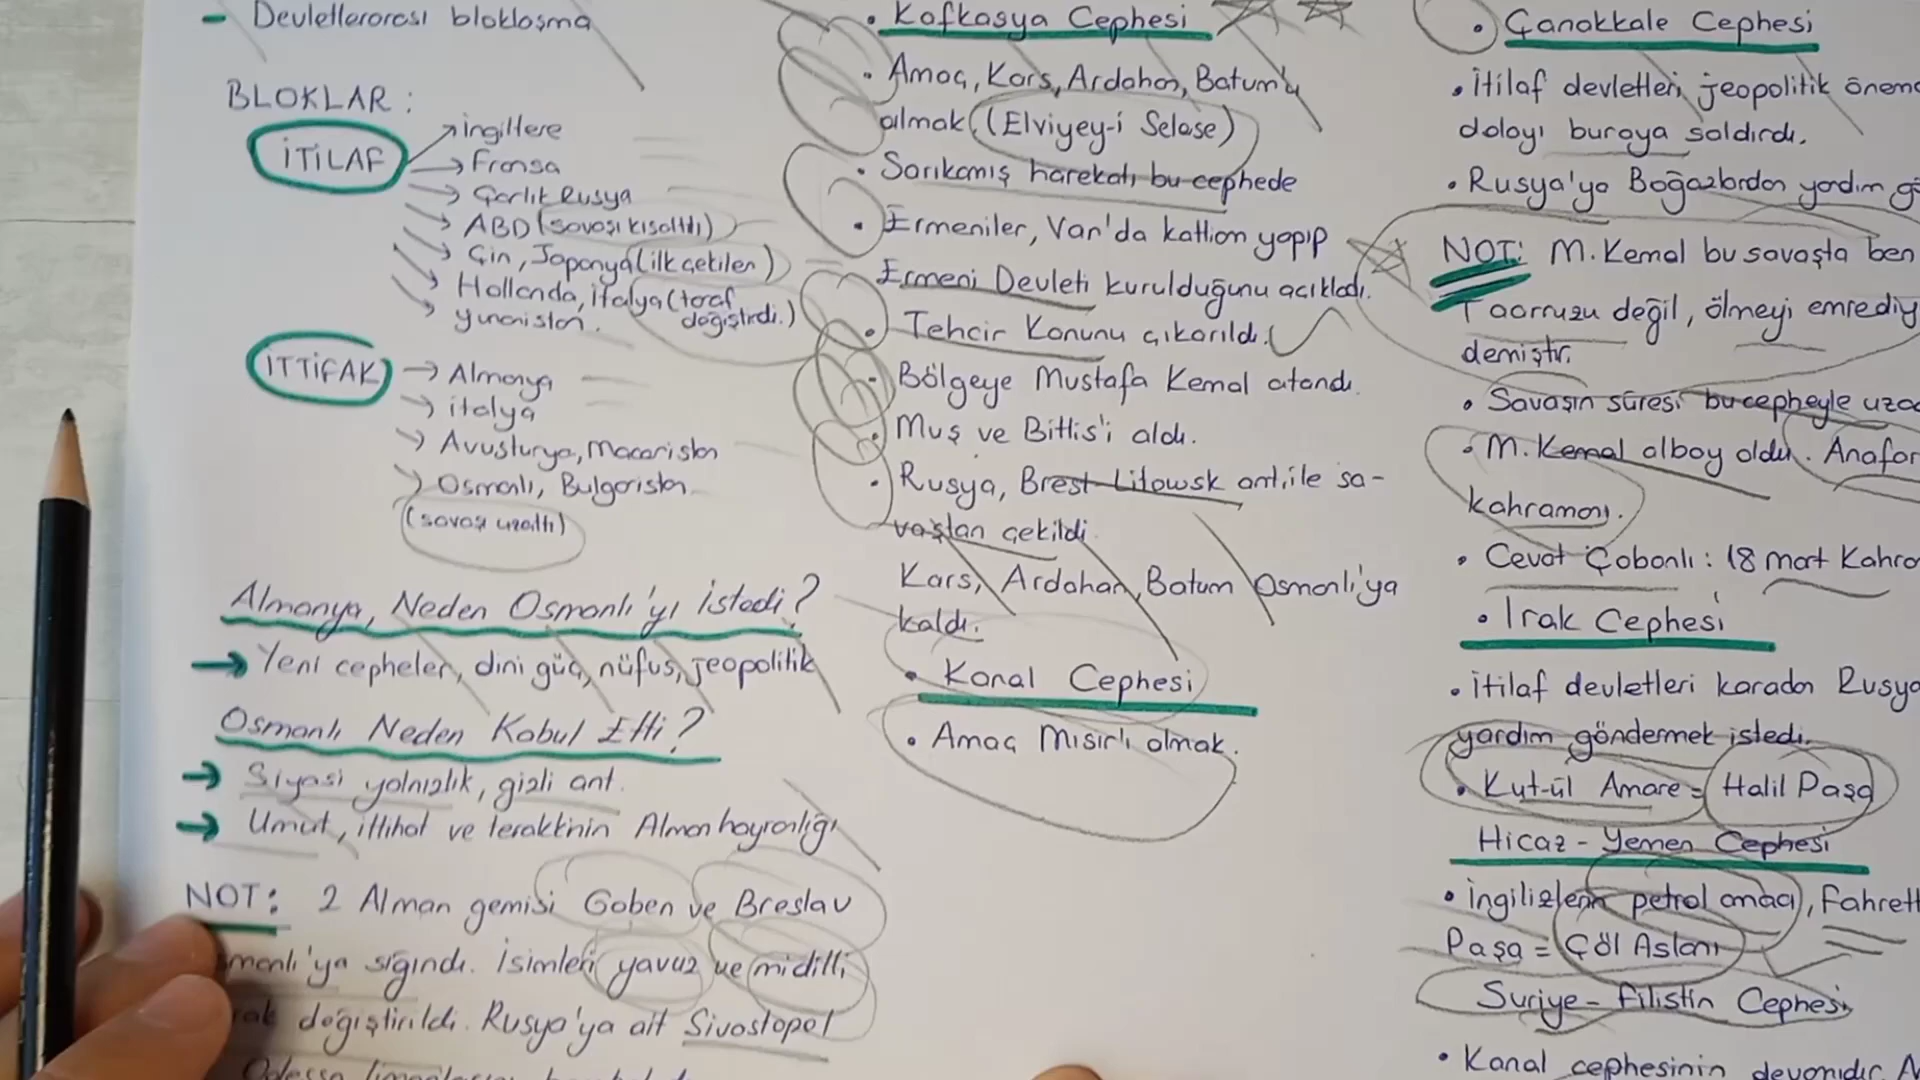 - Devletlerarası bloklaşma
BLOKLAR :
İTİLAF
→ İngiltere
→ Fransa
→ Çarlık Rusya
→ ABD (savaşı kısalttı)
→ Çin, Japonya (ilk çekilen)
→ Hollanda, İtalya (taraf değiştirdi.)
→ Yunanistan.
İTTİFAK
→ Almanya
→ italya
→ Avusturya, Macaristan
→ Osmanlı, Bulgaristan
(savaşı uzattı)
Almanya, Neden Osmanlı'yı İstedi?
→ Yeni cepheler, dini güç, nüfus, jeopolitik
Osmanlı Neden Kabul Etti?
→ Siyasi yalnızlık, gizli ant.
→ Umut, ittihat ve terakkinin Alman hayranlığı
NOT: 2 Alman gemisi Goben ve Breslav
manlı'ya sığındı. İsimleri yavuz ve midilli
rak değiştirildi. Rusya'ya ait Sivastopol
Odessa
• Kafkasya Cephesi
• Amaç, Kars, Ardahan, Batum'u
almak (Elviyey-i Selase)
• Sarıkamış harekatı bu cephede
• Ermeniler, Van'da katliam yapıp
Ermeni Devleti kurulduğunu açıkladı.
• Tehcir Kanunu çıkarıldı.
• Bölgeye Mustafa Kemal atandı.
• Muş ve Bitlis'i aldı.
• Rusya, Brest Litowsk ant. ile sa-
vaştan çekildi.
Kars, Ardahan, Batum Osmanlı'ya
kaldı.
• Kanal Cephesi
• Amaç Mısır'ı almak.
• Çanakkale Cephesi
• İtilaf devletleri jeopolitik önem
dolayı buraya saldırdı.
• Rusya'ya Boğazlardan yardım g
NOT: M. Kemal bu savaşta ben
Taarruzu değil, ölmeyi emrediy
demiştir.
• Savaşın süresi bu cepheyle uza
• M. Kemal albay oldu. Anafar
kahramanı.
• Cevat Çobanlı : 18 mart Kahra
• Irak Cephesi
• İtilaf devletleri karadan Rusya
yardım göndermek istedi.
• Kut-ül Amare = Halil Paşa
Hicaz - Yemen Cephesi
• İngilizlerin petrol amacı, Fahrett
Paşa = Çöl Aslanı
Suriye - Filistin Cephesi
• Kanal cephesinin devamıdır. A